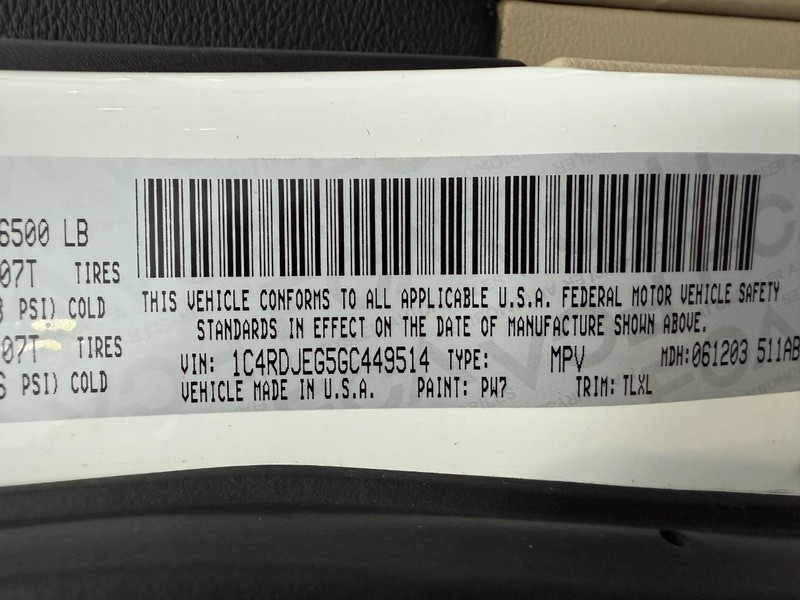 6500 LB
07T TIRES
PSI) COLD
07T TIRES
PSI) COLD
THIS VEHICLE CONFORMS TO ALL APPLICABLE U.S.A. FEDERAL MOTOR VEHICLE SAFETY
STANDARDS IN EFFECT ON THE DATE OF MANUFACTURE SHOWN ABOVE.
VIN: 1C4RDJEG5GC449514 TYPE: MPV MDH:061203 511AB
VEHICLE MADE IN U.S.A. PAINT: PW7 TRIM: TLXL